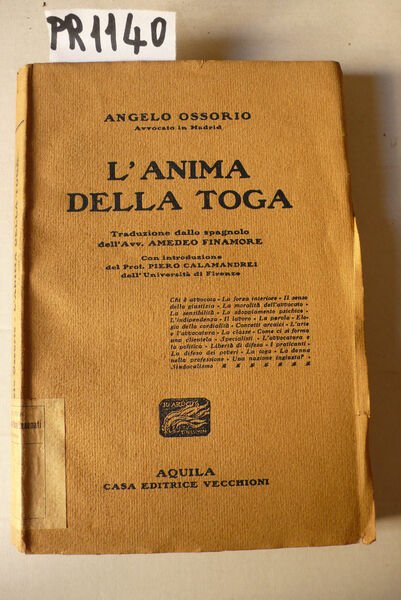 PR1140
ANGELO OSSORIO
Avvocato in Madrid
L'ANIMA
DELLA TOGA
Traduzione dallo spagnolo
dell'Avv. AMEDEO FINAMORE
Con introduzione
del Prof. PIERO CALAMANDREI
dell'Università di Firenze
Chi è avvocato - La forza interiore - Il senso
della giustizia - La moralità dell'avvocato -
La sensibilità - Lo sdoppiamento psichico -
L'indipendenza - Il lavoro - La parola - Elo-
gio della cordialità - Concetti arcaici - L'arte
e l'avvocatura - La classe - Come ci si forma
una clientela - Specialisti - L'avvocatura e
la politica - Libertà di difesa - I praticanti -
La difesa dei poveri - La toga - La donna
nella professione - Una nazione ingiusta? -
Sindacalismo
AQUILA
CASA EDITRICE VECCHIONI